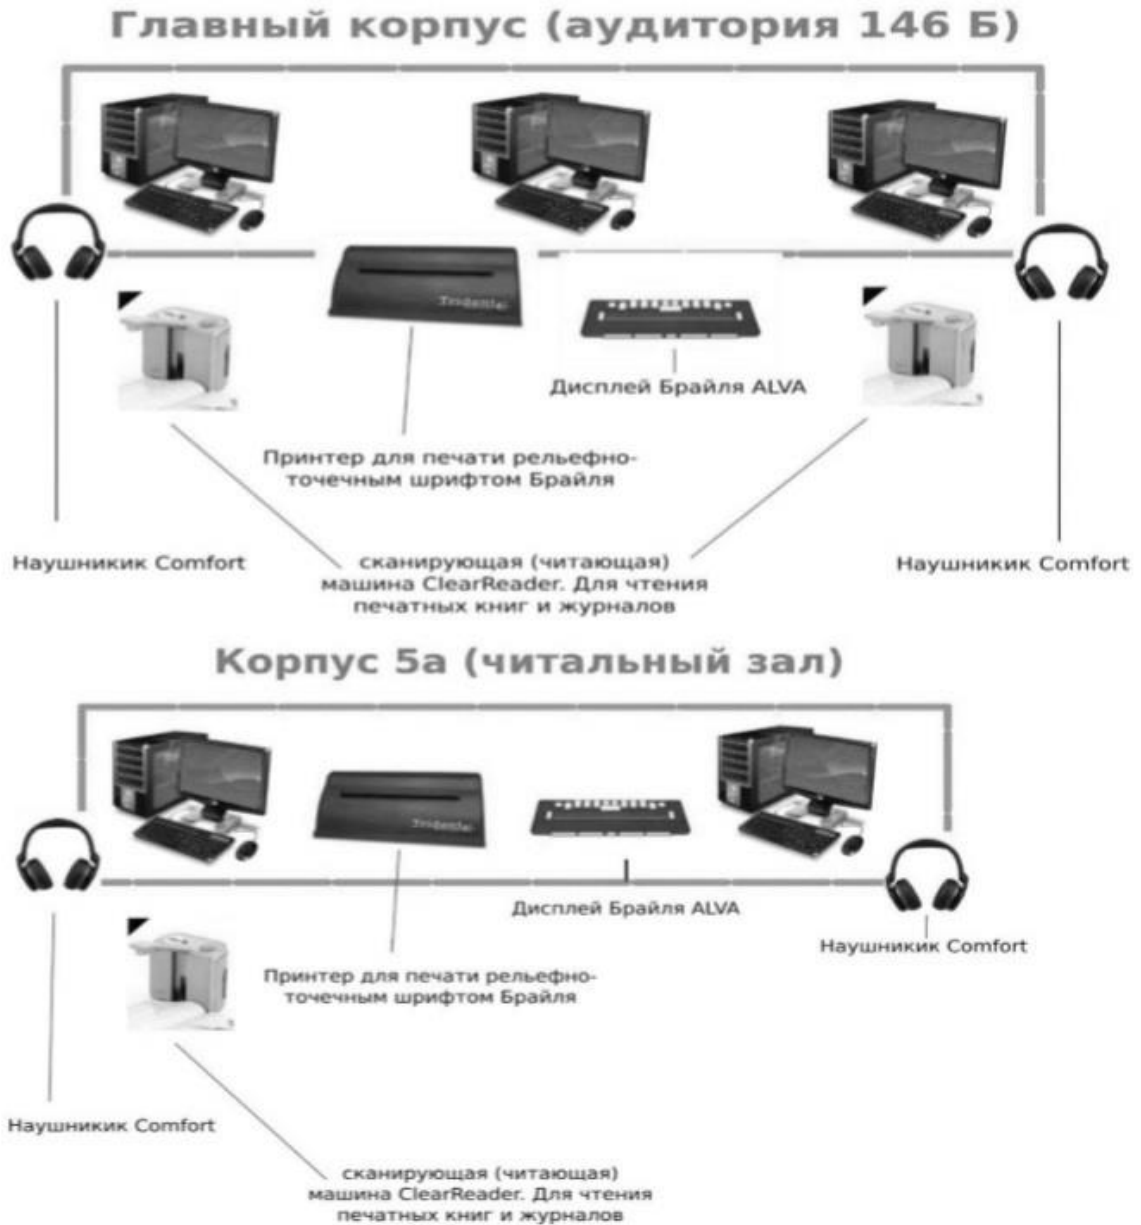 Главный корпус (аудитория 146 Б)
Дисплей Брайля ALVA
Принтер для печати рельефно-
точечным шрифтом Брайля
Наушникик Comfort
сканирующая (читающая)
машина ClearReader. Для чтения
печатных книг и журналов
Наушникик Comfort
Корпус 5а (читальный зал)
Дисплей Брайля ALVA
Наушникик Comfort
Принтер для печати рельефно-
точечным шрифтом Брайля
Наушникик Comfort
сканирующая (читающая)
машина ClearReader. Для чтения
печатных книг и журналов